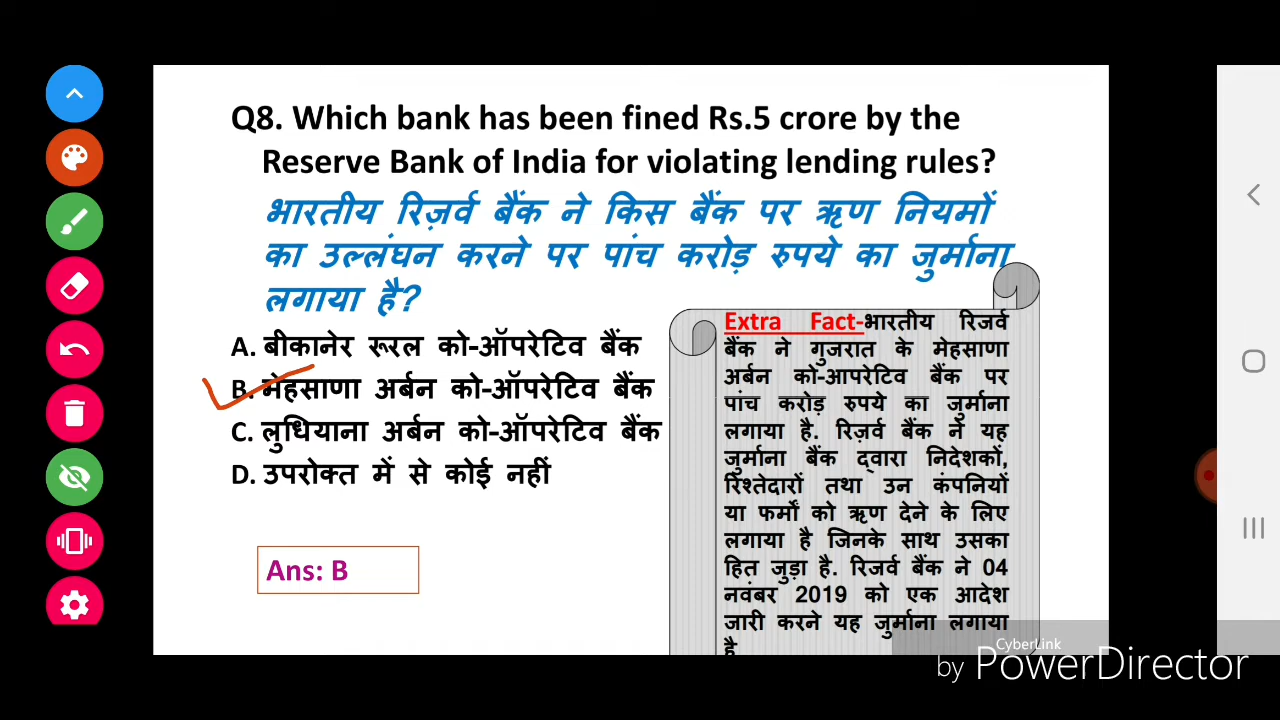 Q8. Which bank has been fined Rs.5 crore by the
Reserve Bank of India for violating lending rules?
भारतीय रिज़र्व बैंक ने किस बैंक पर ऋण नियमों
का उल्लंघन करने पर पांच करोड़ रुपये का जुर्माना
लगाया है?
A. बीकानेर रूरल को-ऑपरेटिव बैंक
B. मेहसाणा अर्बन को-ऑपरेटिव बैंक
C. लुधियाना अर्बन को-ऑपरेटिव बैंक
D. उपरोक्त में से कोई नहीं
Ans: B
Extra Fact-भारतीय रिजर्व
बैंक ने गुजरात के मेहसाणा
अर्बन को-आपरेटिव बैंक पर
पांच करोड़ रुपये का जुर्माना
लगाया है. रिज़र्व बैंक ने यह
जुर्माना बैंक द्वारा निदेशकों,
रिश्तेदारों तथा उन कंपनियों
या फर्मों को ऋण देने के लिए
लगाया है जिनके साथ उसका
हित जुड़ा है. रिजर्व बैंक ने 04
नवंबर 2019 को एक आदेश
जारी करने यह जुर्माना लगाया
है
CyberLink
by PowerDirector